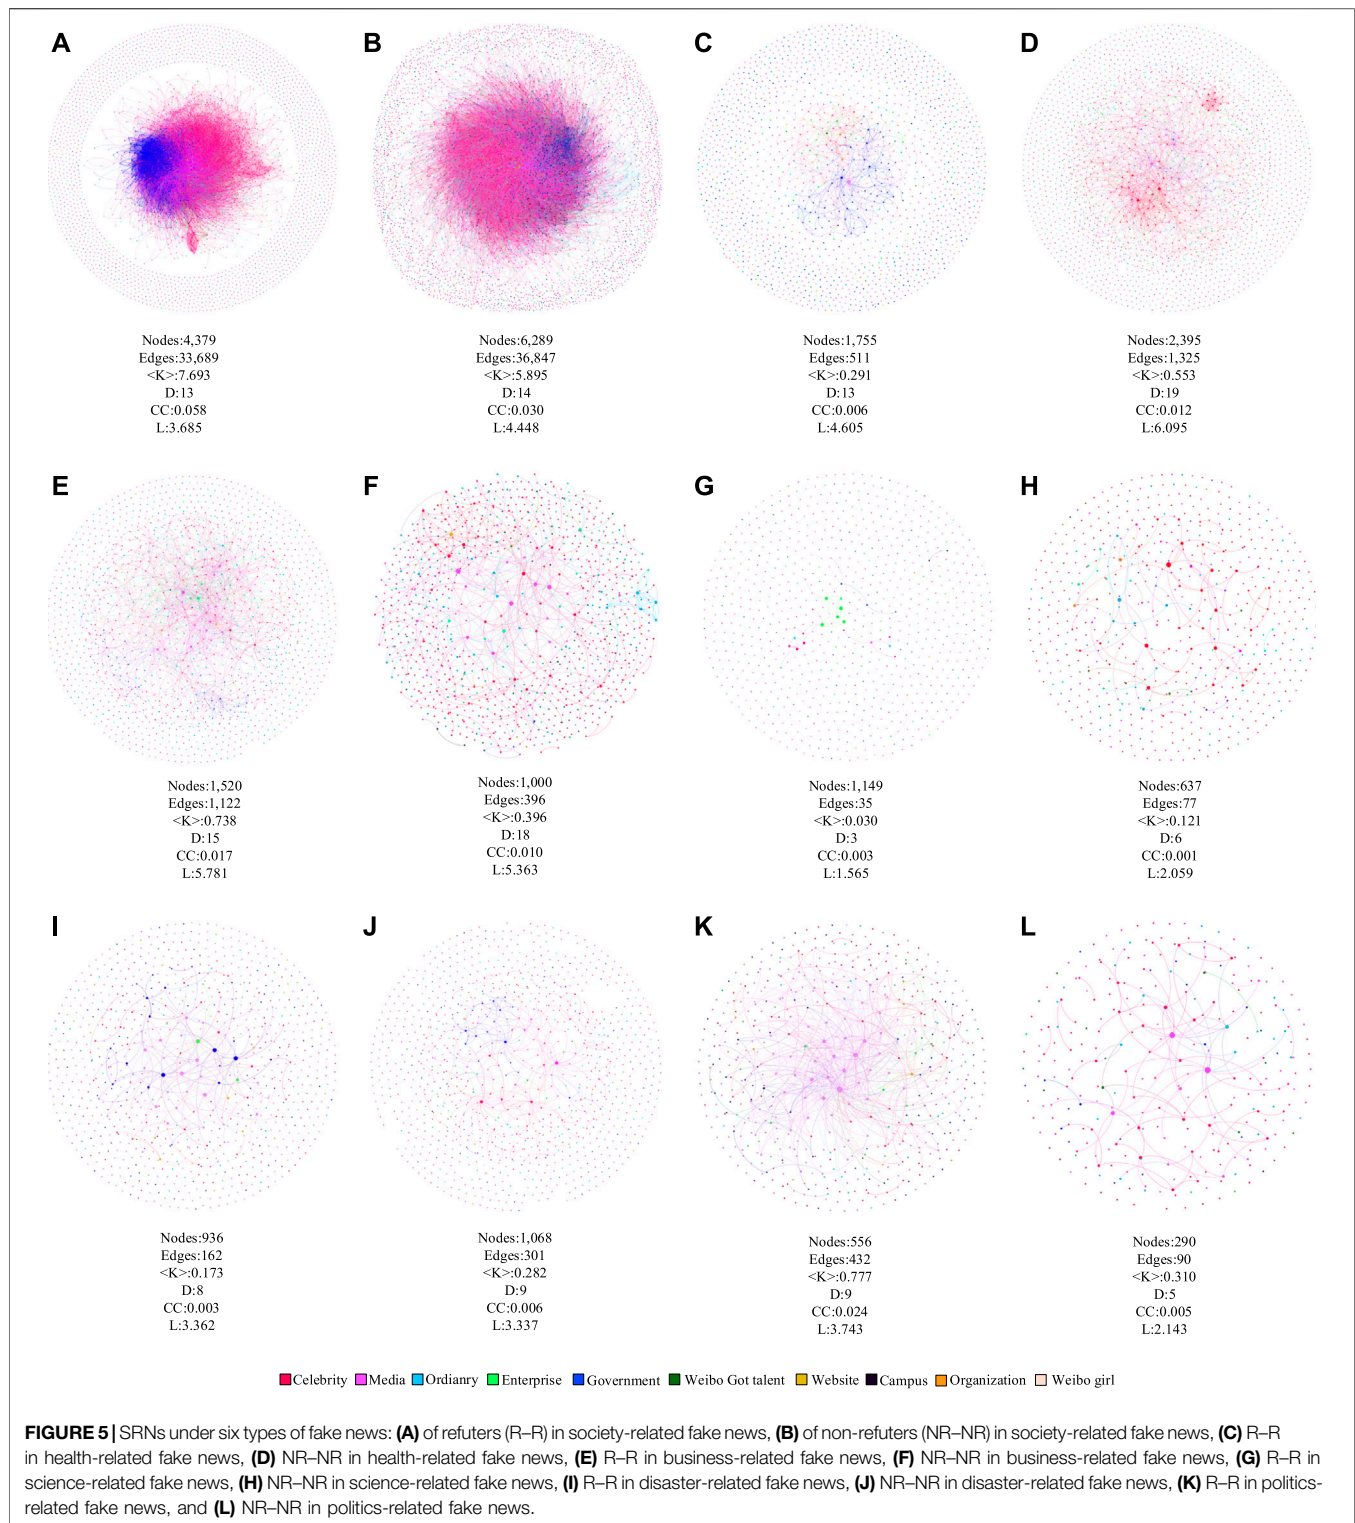 A
B
C
D
Nodes:4,379
Edges:33,689
<K>:7.693
D:13
CC:0.058
L:3.685
Nodes:6,289
Edges:36,847
<K>:5.895
D:14
CC:0.030
L:4.448
Nodes:1,755
Edges:511
<K>:0.291
D:13
CC:0.006
L:4.605
Nodes:2,395
Edges:1,325
<K>:0.553
D:19
CC:0.012
L:6.095
E
F
G
H
Nodes:1,520
Edges:1,122
<K>:0.738
D:15
CC:0.017
L:5.781
Nodes:1,000
Edges:396
<K>:0.396
D:18
CC:0.010
L:5.363
Nodes:1,149
Edges:35
<K>:0.030
D:3
CC:0.003
L:1.565
Nodes:637
Edges:77
<K>:0.121
D:6
CC:0.001
L:2.059
I
J
K
L
Nodes:936
Edges:162
<K>:0.173
D:8
CC:0.003
L:3.362
Nodes:1,068
Edges:301
<K>:0.282
D:9
CC:0.006
L:3.337
Nodes:556
Edges:432
<K>:0.777
D:9
CC:0.024
L:3.743
Nodes:290
Edges:90
<K>:0.310
D:5
CC:0.005
L:2.143
Celebrity Media Ordianry Enterprise Government Weibo Got talent Website Campus Organization Weibo girl
FIGURE 5 | SRNs under six types of fake news: (A) of refuters (R–R) in society-related fake news, (B) of non-refuters (NR–NR) in society-related fake news, (C) R–R
in health-related fake news, (D) NR–NR in health-related fake news, (E) R–R in business-related fake news, (F) NR–NR in business-related fake news, (G) R–R in
science-related fake news, (H) NR–NR in science-related fake news, (I) R–R in disaster-related fake news, (J) NR–NR in disaster-related fake news, (K) R–R in politics-
related fake news, and (L) NR–NR in politics-related fake news.